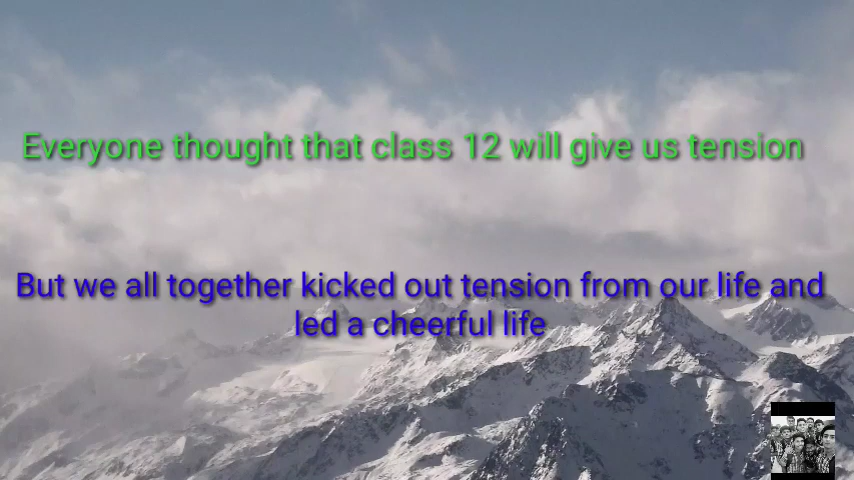 Everyone thought that class 12 will give us tension
But we all together kicked out tension from our life and
led a cheerful life